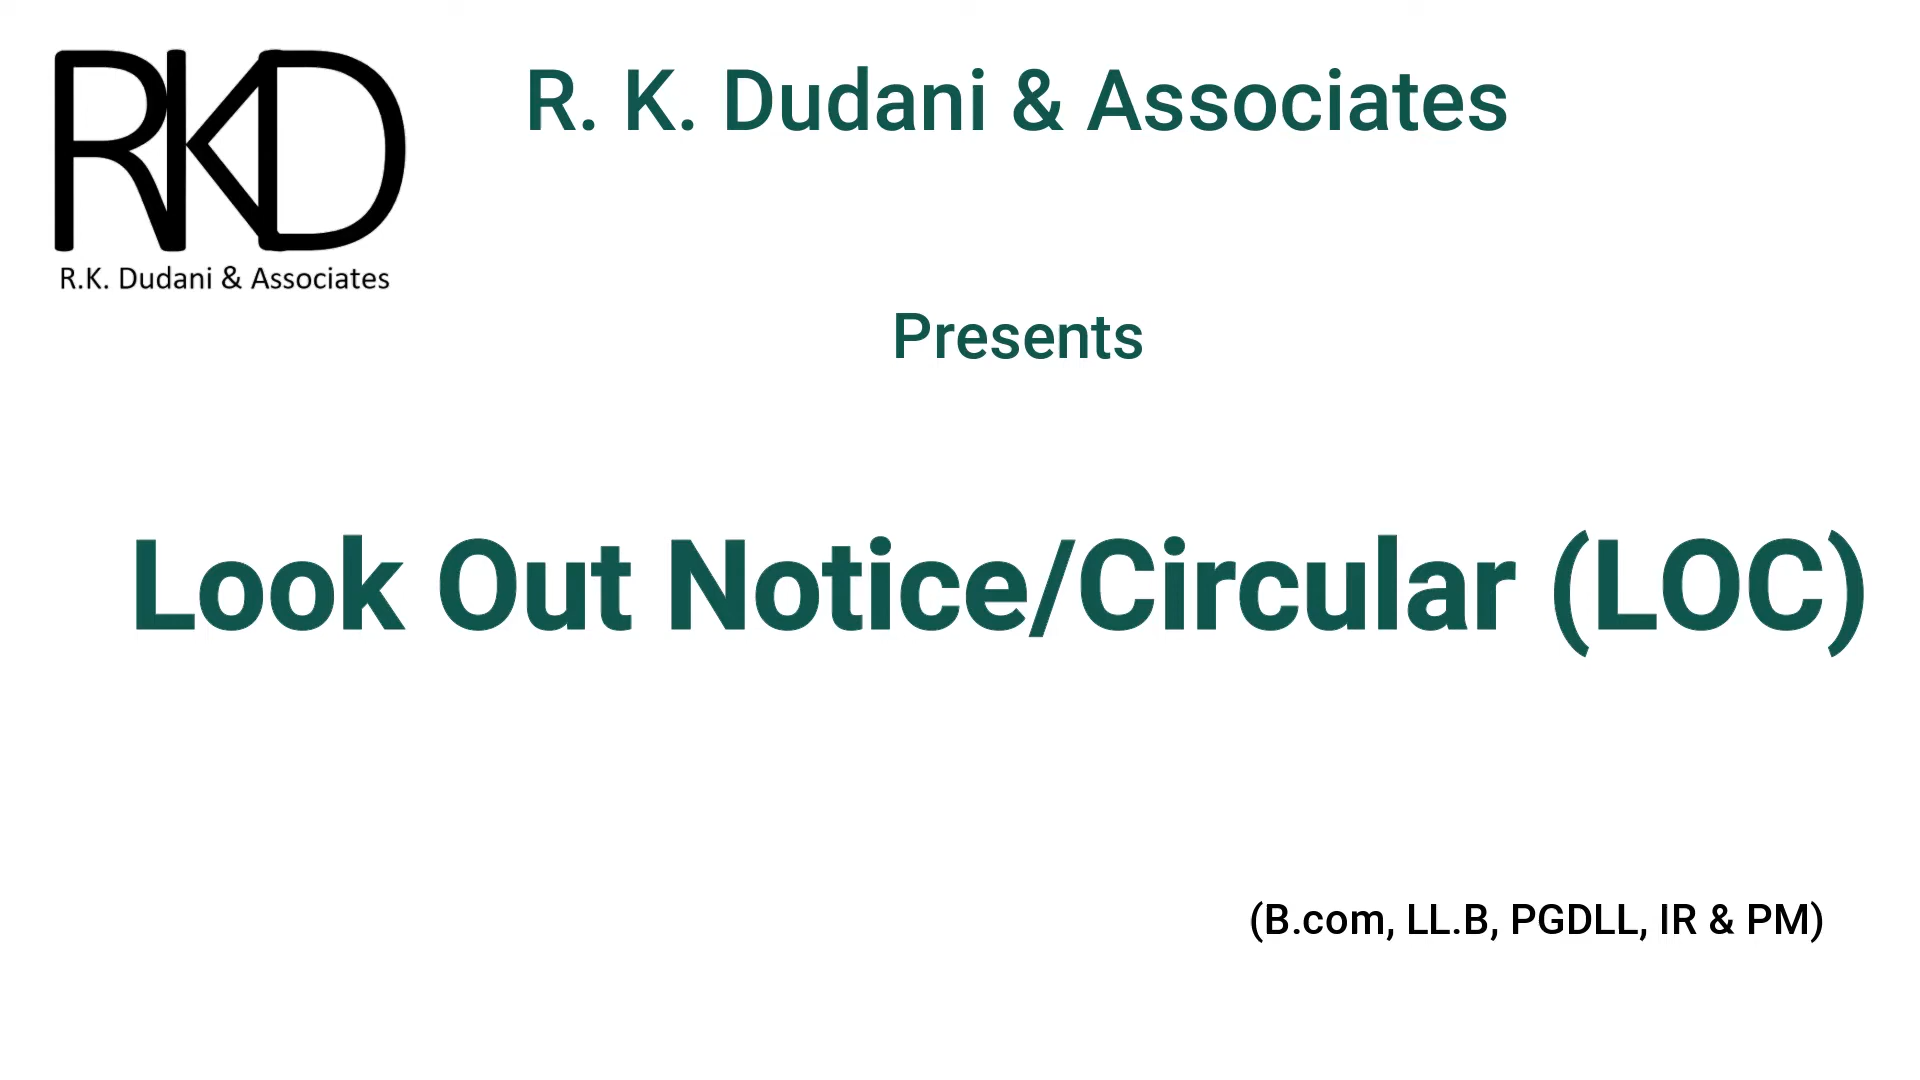 RKD
R.K. Dudani & Associates
R. K. Dudani & Associates
Presents
Look Out Notice/Circular (LOC)
(B.com, LL.B, PGDLL, IR & PM)